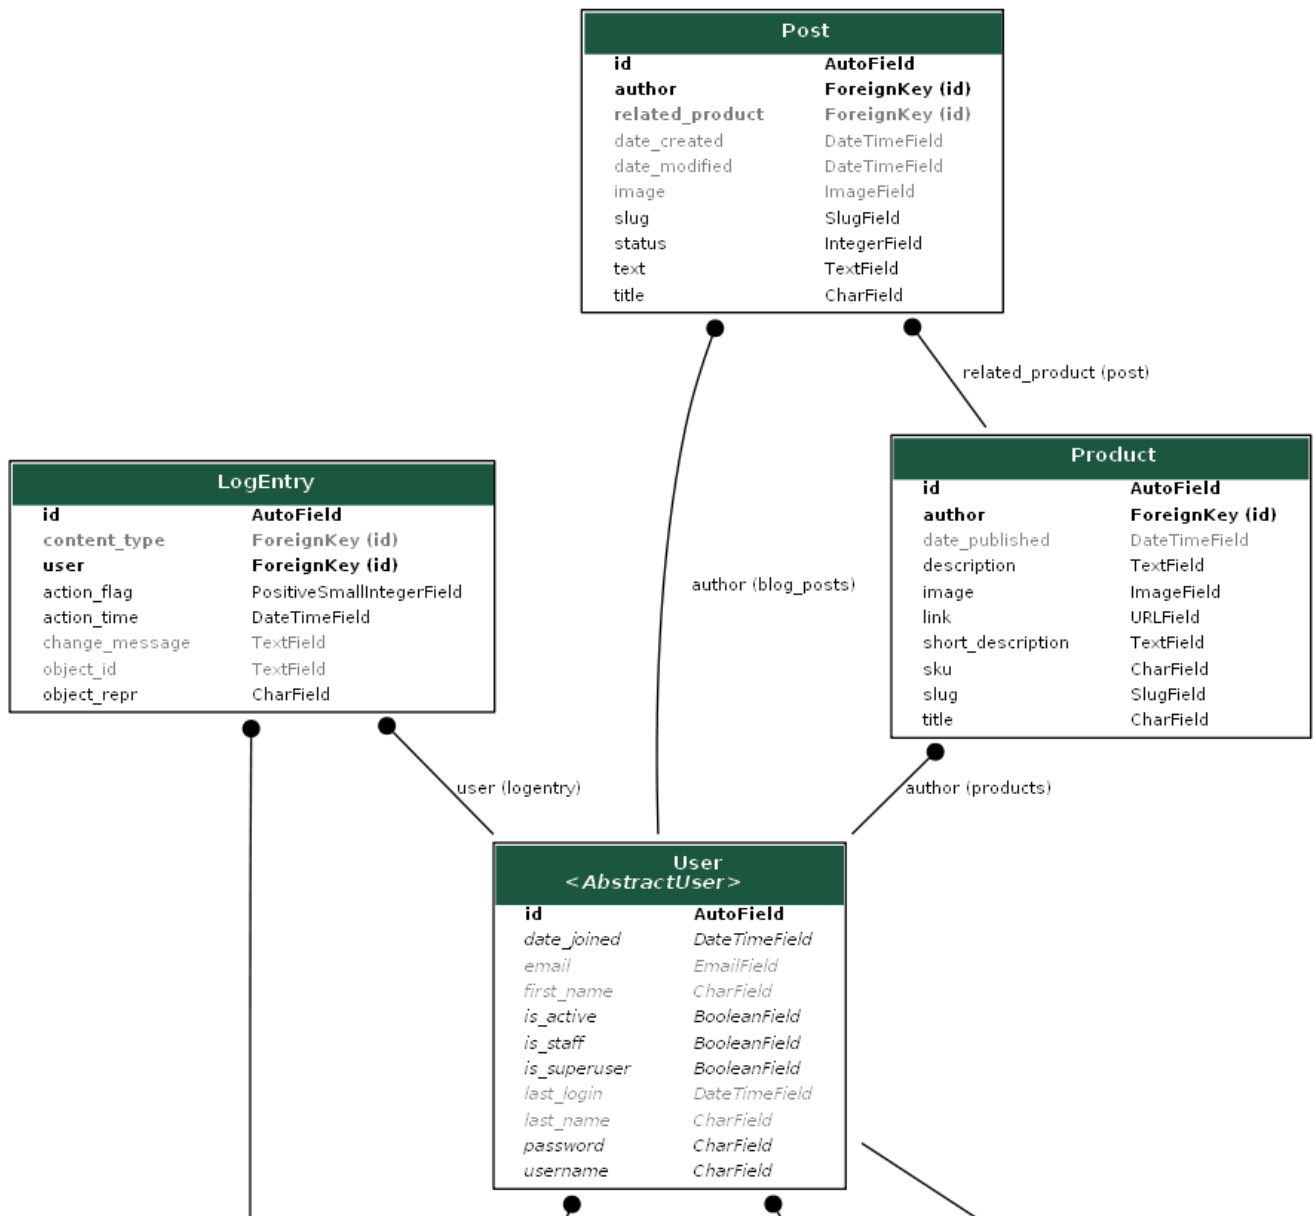 Post
id AutoField
author ForeignKey (id)
related_product ForeignKey (id)
date_created DateTimeField
date_modified DateTimeField
image ImageField
slug SlugField
status IntegerField
text TextField
title CharField
related_product (post)
author (blog_posts)
Product
id AutoField
author ForeignKey (id)
date_published DateTimeField
description TextField
image ImageField
link URLField
short_description TextField
sku CharField
slug SlugField
title CharField
LogEntry
id AutoField
content_type ForeignKey (id)
user ForeignKey (id)
action_flag PositiveSmallIntegerField
action_time DateTimeField
change_message TextField
object_id TextField
object_repr CharField
user (logentry)
author (products)
User
<AbstractUser>
id AutoField
date_joined DateTimeField
email EmailField
first_name CharField
is_active BooleanField
is_staff BooleanField
is_superuser BooleanField
last_login DateTimeField
last_name CharField
password CharField
username CharField